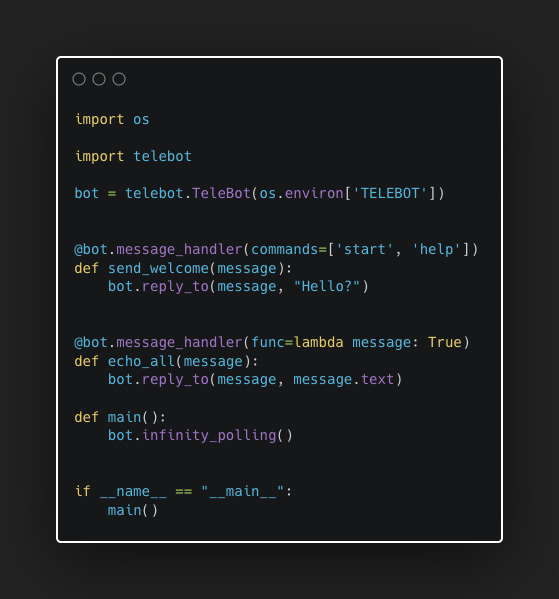 import os
import telebot
bot = telebot.TeleBot(os.environ['TELEBOT'])
@bot.message_handler(commands=['start', 'help'])
def send_welcome(message):
    bot.reply_to(message, "Hello?")
@bot.message_handler(func=lambda message: True)
def echo_all(message):
    bot.reply_to(message, message.text)
def main():
    bot.infinity_polling()
if __name__ == "__main__":
    main()